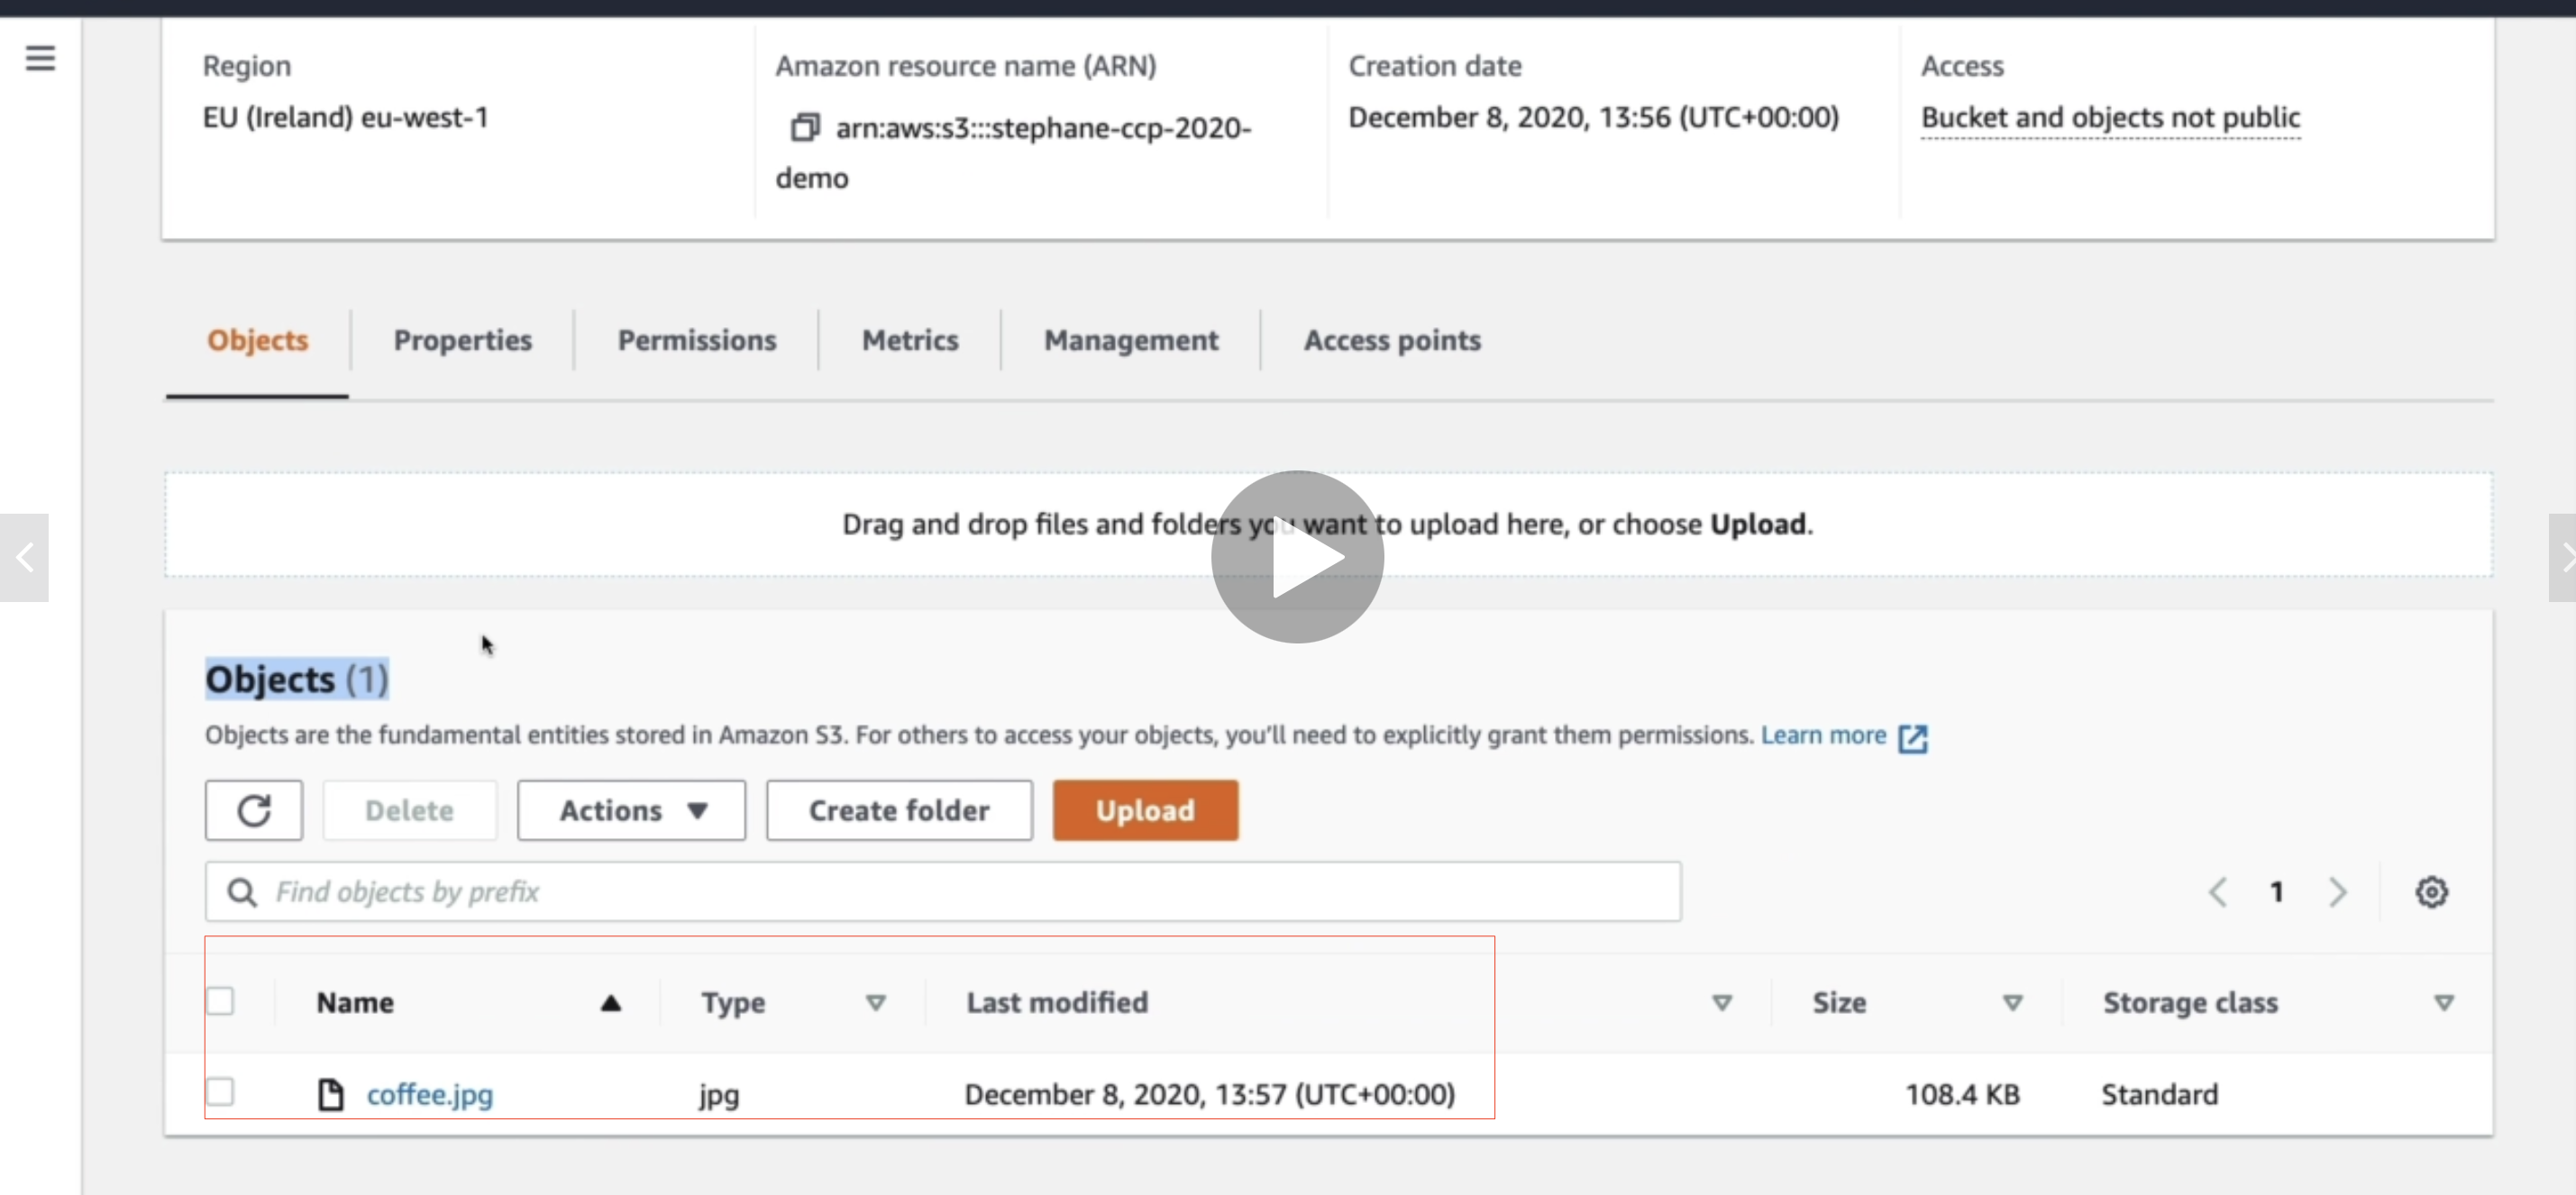 Region
EU (Ireland) eu-west-1
Amazon resource name (ARN)
arn:aws:s3:::stephane-ccp-2020-
demo
Creation date
December 8, 2020, 13:56 (UTC+00:00)
Access
Bucket and objects not public
Objects Properties Permissions Metrics Management Access points
Drag and drop files and folders you want to upload here, or choose Upload.
Objects (1)
Objects are the fundamental entities stored in Amazon S3. For others to access your objects, you'll need to explicitly grant them permissions. Learn more
Delete Actions Create folder Upload
Find objects by prefix
1
Name Type Last modified Size Storage class
coffee.jpg jpg December 8, 2020, 13:57 (UTC+00:00) 108.4 KB Standard